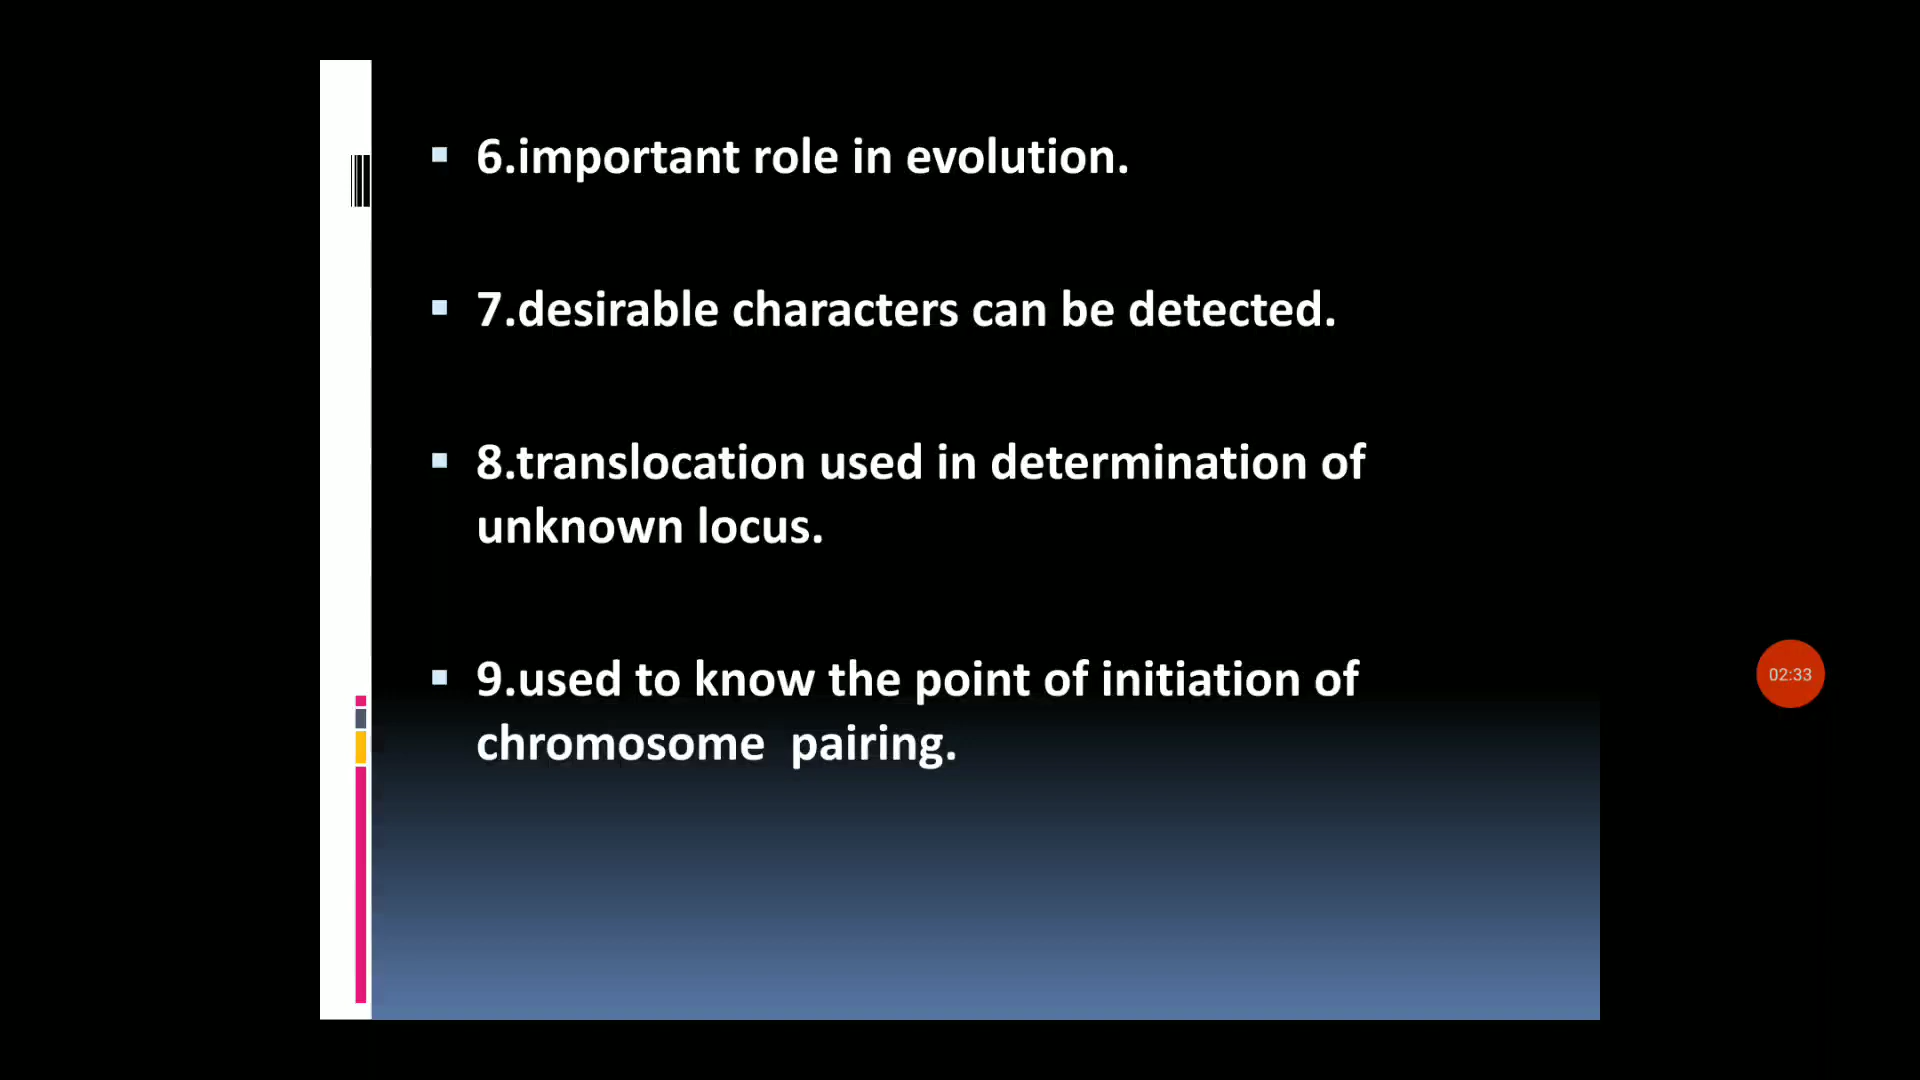 6.important role in evolution.
7.desirable characters can be detected.
8.translocation used in determination of
unknown locus.
9.used to know the point of initiation of
chromosome  pairing.
02:33